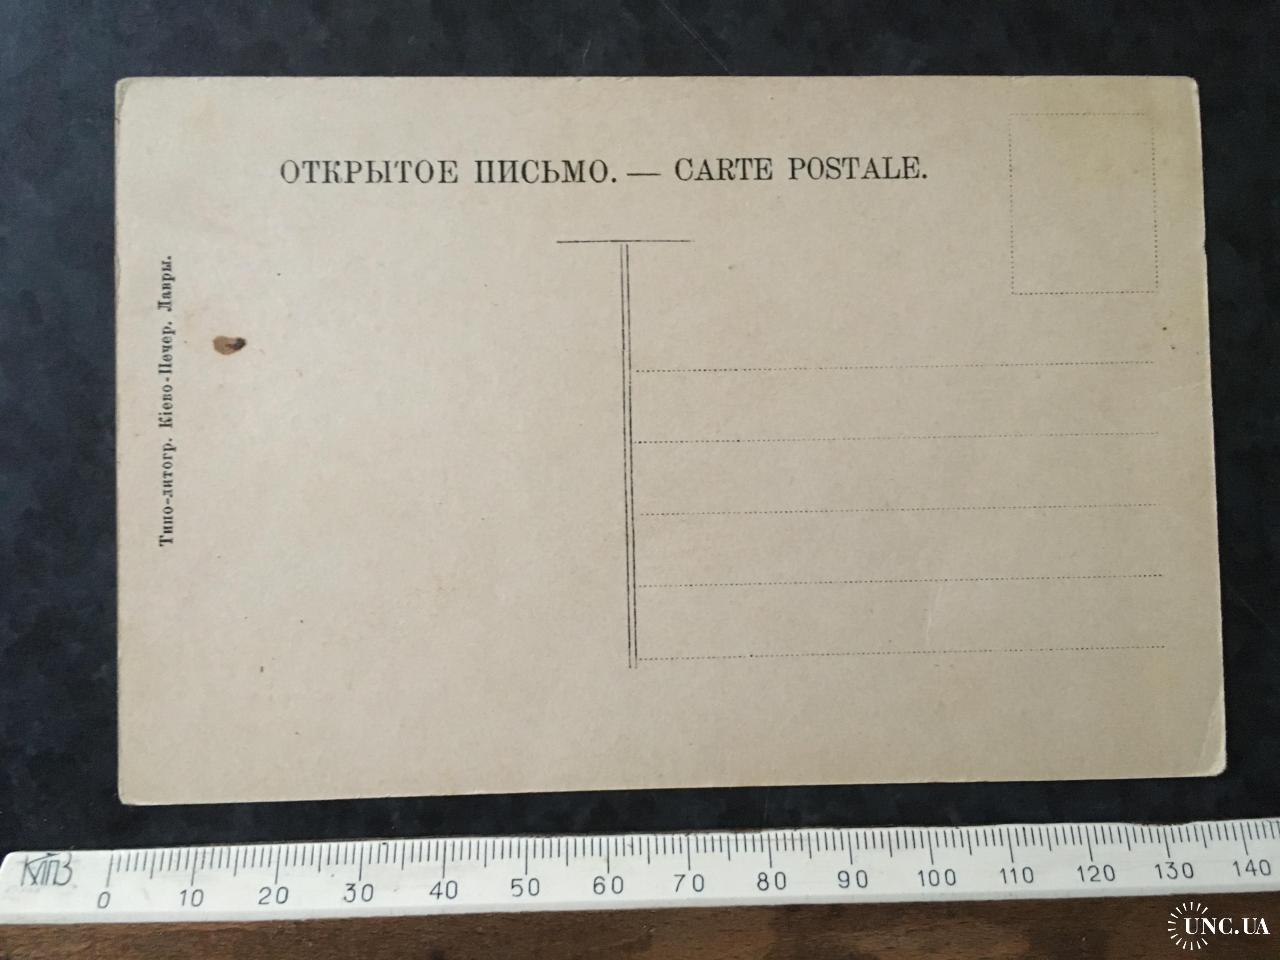 ОТКРЫТОЕ ПИСЬМО. — CARTE POSTALE.
Типо-литогр. Кіево-Печер. Лавры.
КПЗ
0 10 20 30 40 50 60 70 80 90 100 110 120 130 140
UNC.UA